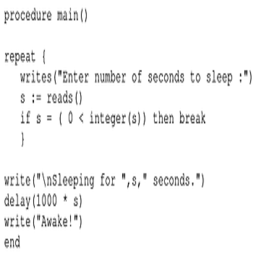 procedure main()
repeat {
writes("Enter number of seconds to sleep :")
s := reads()
if s = ( 0 < integer(s)) then break
}
write("\nSleeping for ",s," seconds.")
delay(1000 * s)
write("Awake!")
end